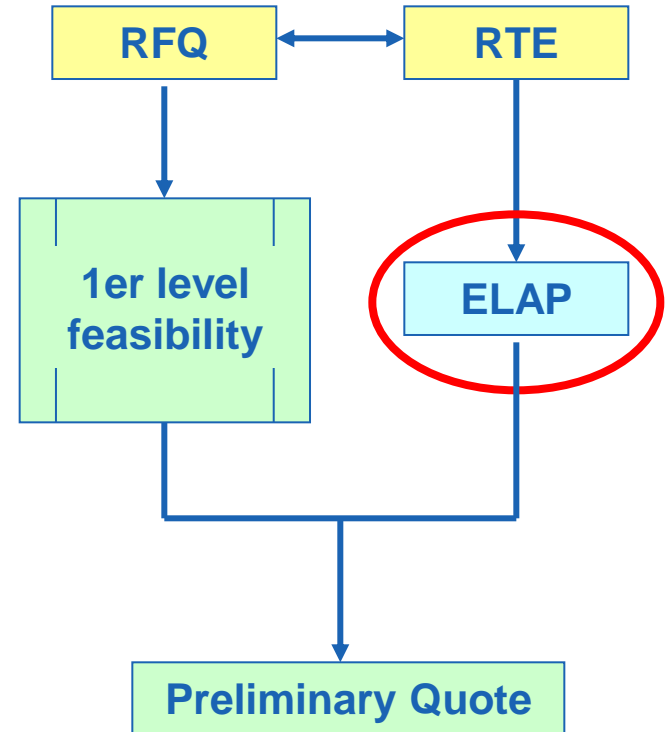 RFQ
RTE
1er level
feasibility
ELAP
Preliminary Quote